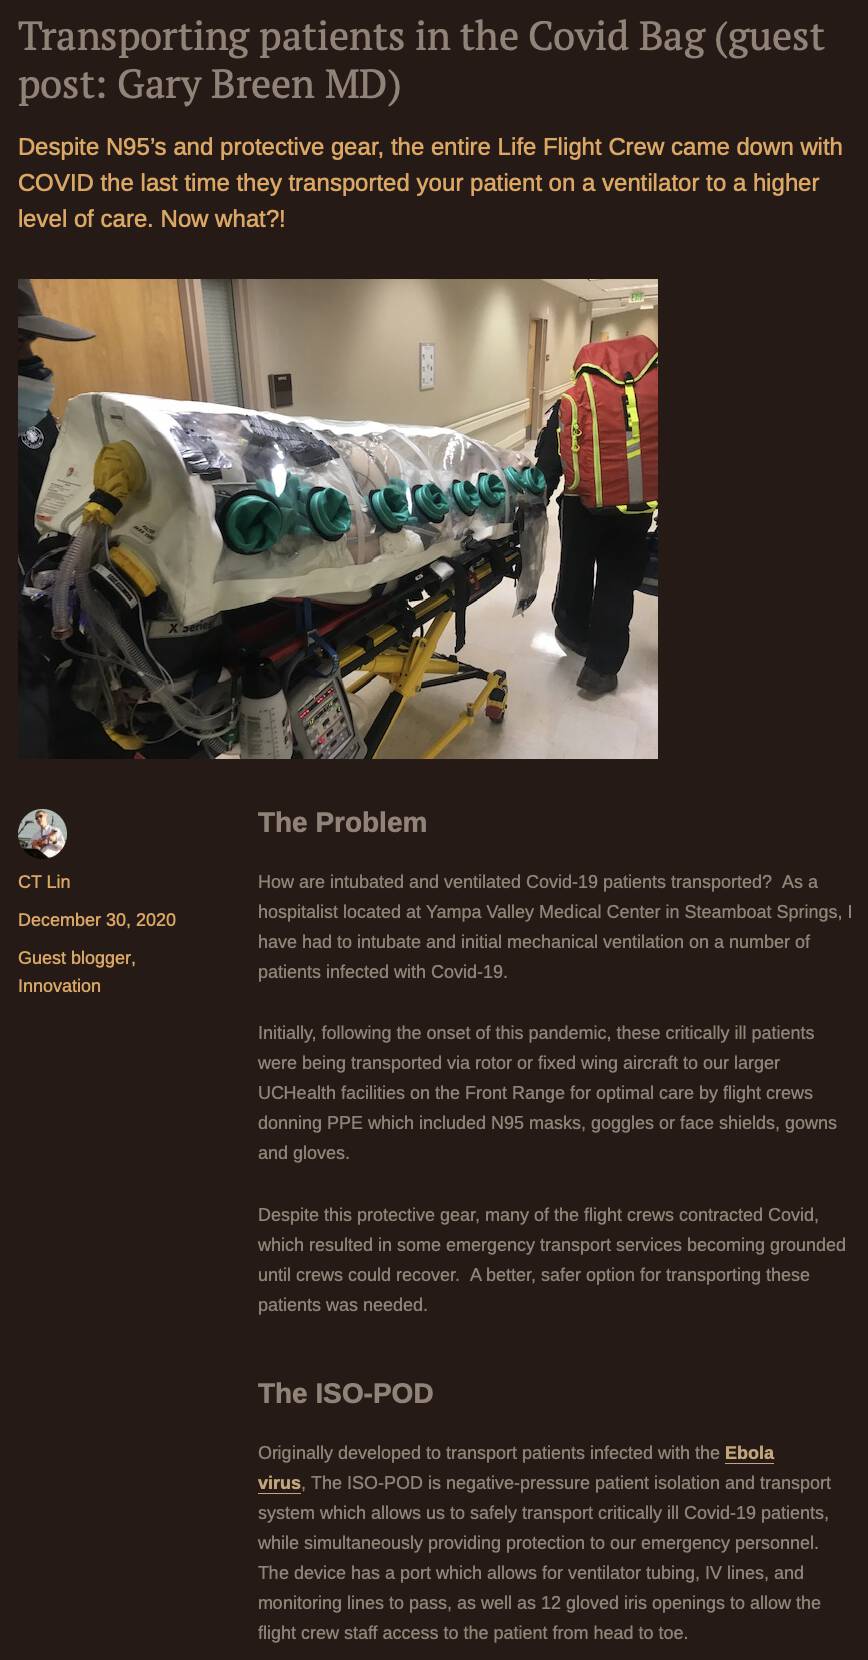 Transporting patients in the Covid Bag (guest
post: Gary Breen MD)
Despite N95’s and protective gear, the entire Life Flight Crew came down with
COVID the last time they transported your patient on a ventilator to a higher
level of care. Now what?!
EXIT
X Series
CT Lin
December 30, 2020
Guest blogger,
Innovation
The Problem
How are intubated and ventilated Covid-19 patients transported?  As a
hospitalist located at Yampa Valley Medical Center in Steamboat Springs, I
have had to intubate and initial mechanical ventilation on a number of
patients infected with Covid-19.
Initially, following the onset of this pandemic, these critically ill patients
were being transported via rotor or fixed wing aircraft to our larger
UCHealth facilities on the Front Range for optimal care by flight crews
donning PPE which included N95 masks, goggles or face shields, gowns
and gloves.
Despite this protective gear, many of the flight crews contracted Covid,
which resulted in some emergency transport services becoming grounded
until crews could recover.  A better, safer option for transporting these
patients was needed.
The ISO-POD
Originally developed to transport patients infected with the Ebola
virus, The ISO-POD is negative-pressure patient isolation and transport
system which allows us to safely transport critically ill Covid-19 patients,
while simultaneously providing protection to our emergency personnel.
The device has a port which allows for ventilator tubing, IV lines, and
monitoring lines to pass, as well as 12 gloved iris openings to allow the
flight crew staff access to the patient from head to toe.